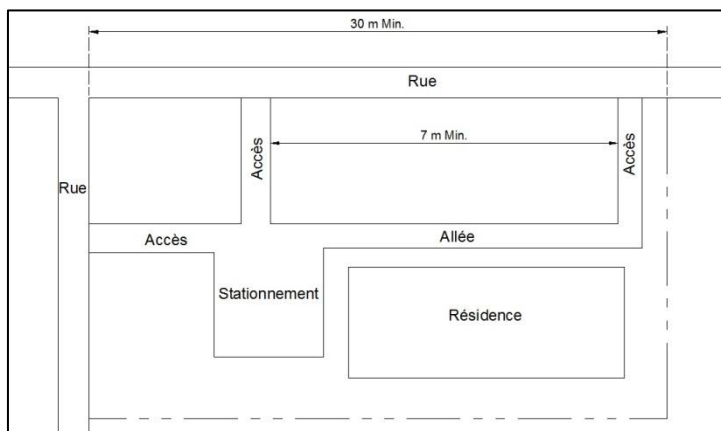 30 m Min.
Rue
Accès
7 m Min.
Accès
Rue
Accès
Allée
Stationnement
Résidence